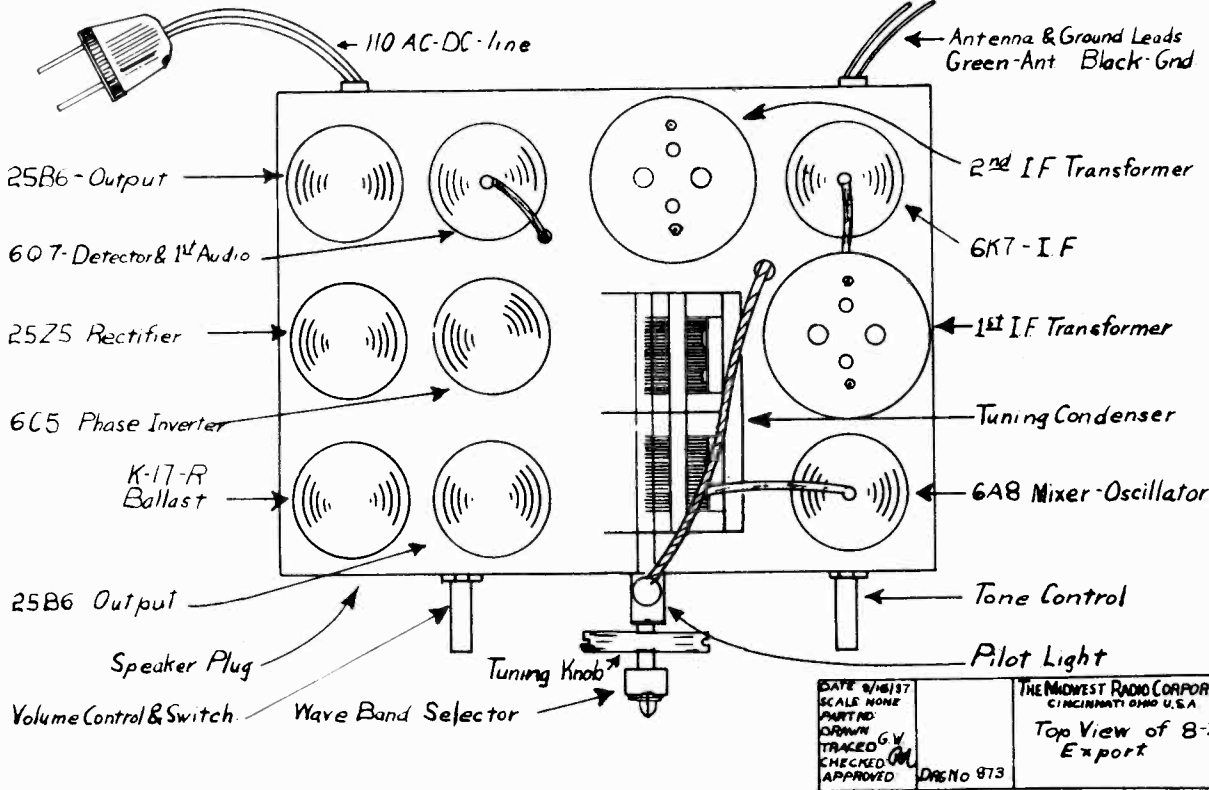 110 AC-DC-line
Antenna & Ground Leads
Green-Ant Black-Gnd
25B6-Output
2nd IF Transformer
6Q7-Detector & 1st Audio
6K7-I.F
25Z5 Rectifier
1st I.F. Transformer
6C5 Phase Inverter
Tuning Condenser
K-17-R
Ballast
6A8 Mixer-Oscillator
25B6 Output
Tone Control
Speaker Plug
Tuning Knob
Pilot Light
Volume Control & Switch
Wave Band Selector
DATE 9/16/37
SCALE NONE
PART NO
DRAWN
TRACED G.W.
CHECKED
APPROVED
DRG No 873
THE MIDWEST RADIO CORPOR
CINCINNATI OHIO U.S.A.
Top View of 8-
Export